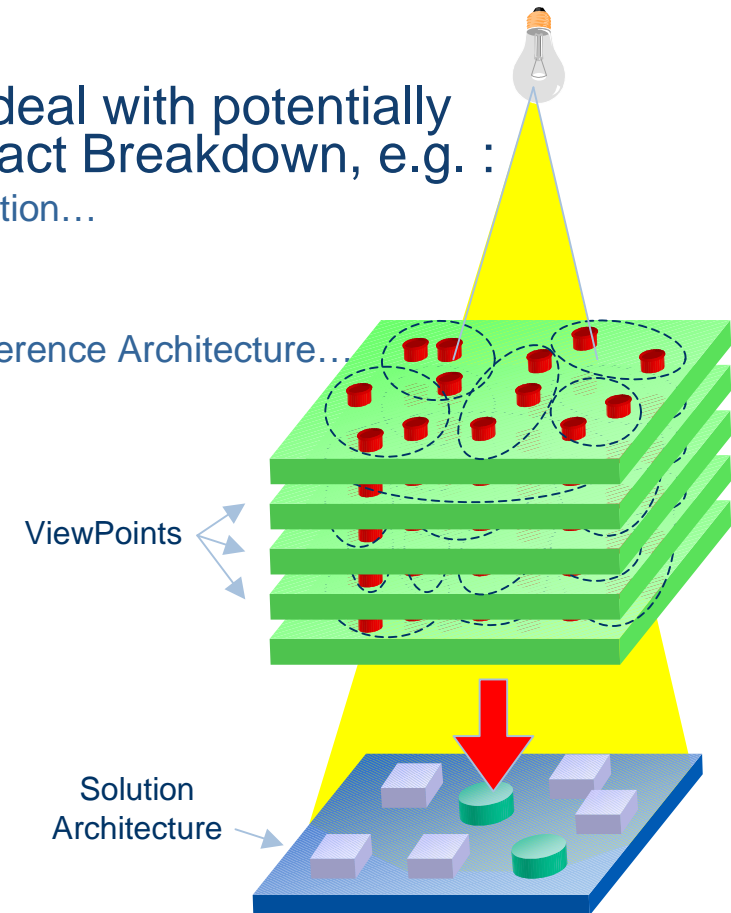 deal with potentially
act Breakdown, e.g. :
tion…
erence Architecture…
ViewPoints
Solution
Architecture